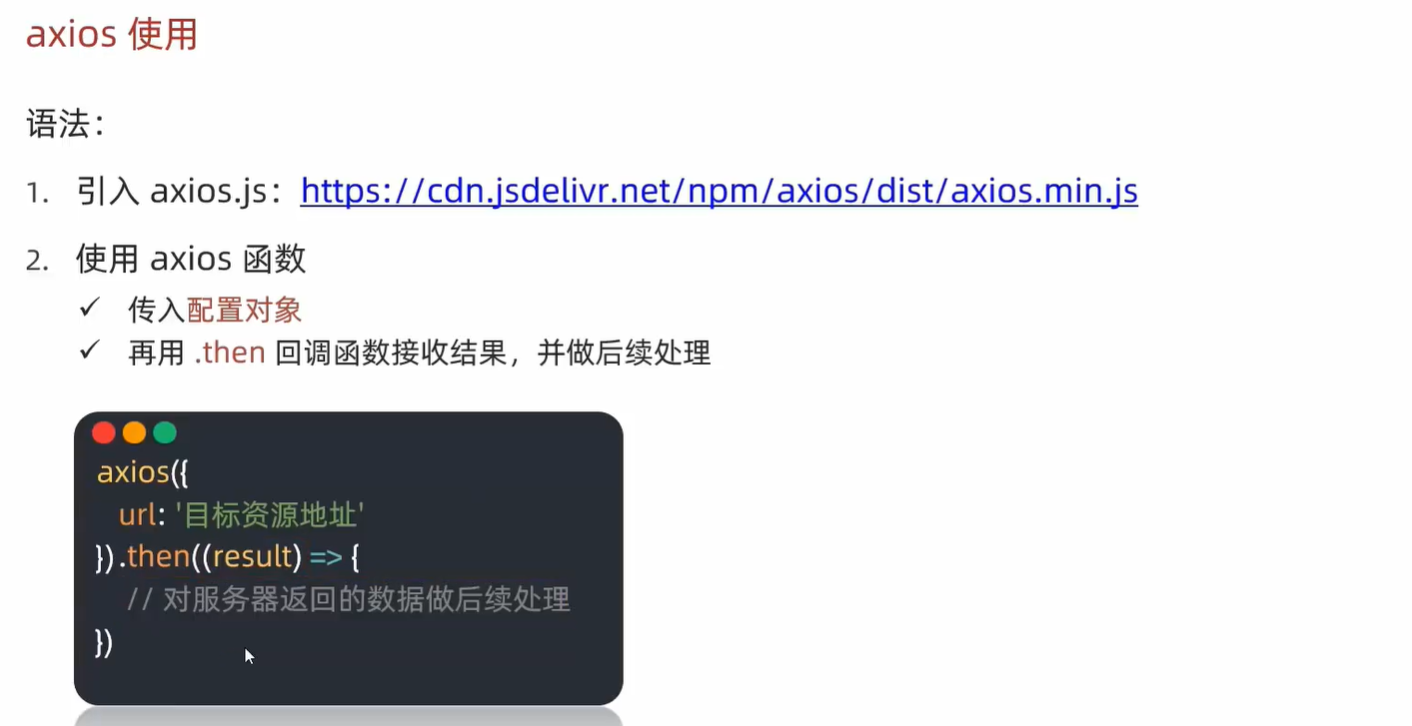 axios 使用
语法：
1. 引入 axios.js：https://cdn.jsdelivr.net/npm/axios/dist/axios.min.js
2. 使用 axios 函数
✓ 传入配置对象
✓ 再用 .then 回调函数接收结果，并做后续处理
axios({
url: '目标资源地址'
}).then((result) => {
// 对服务器返回的数据做后续处理
})